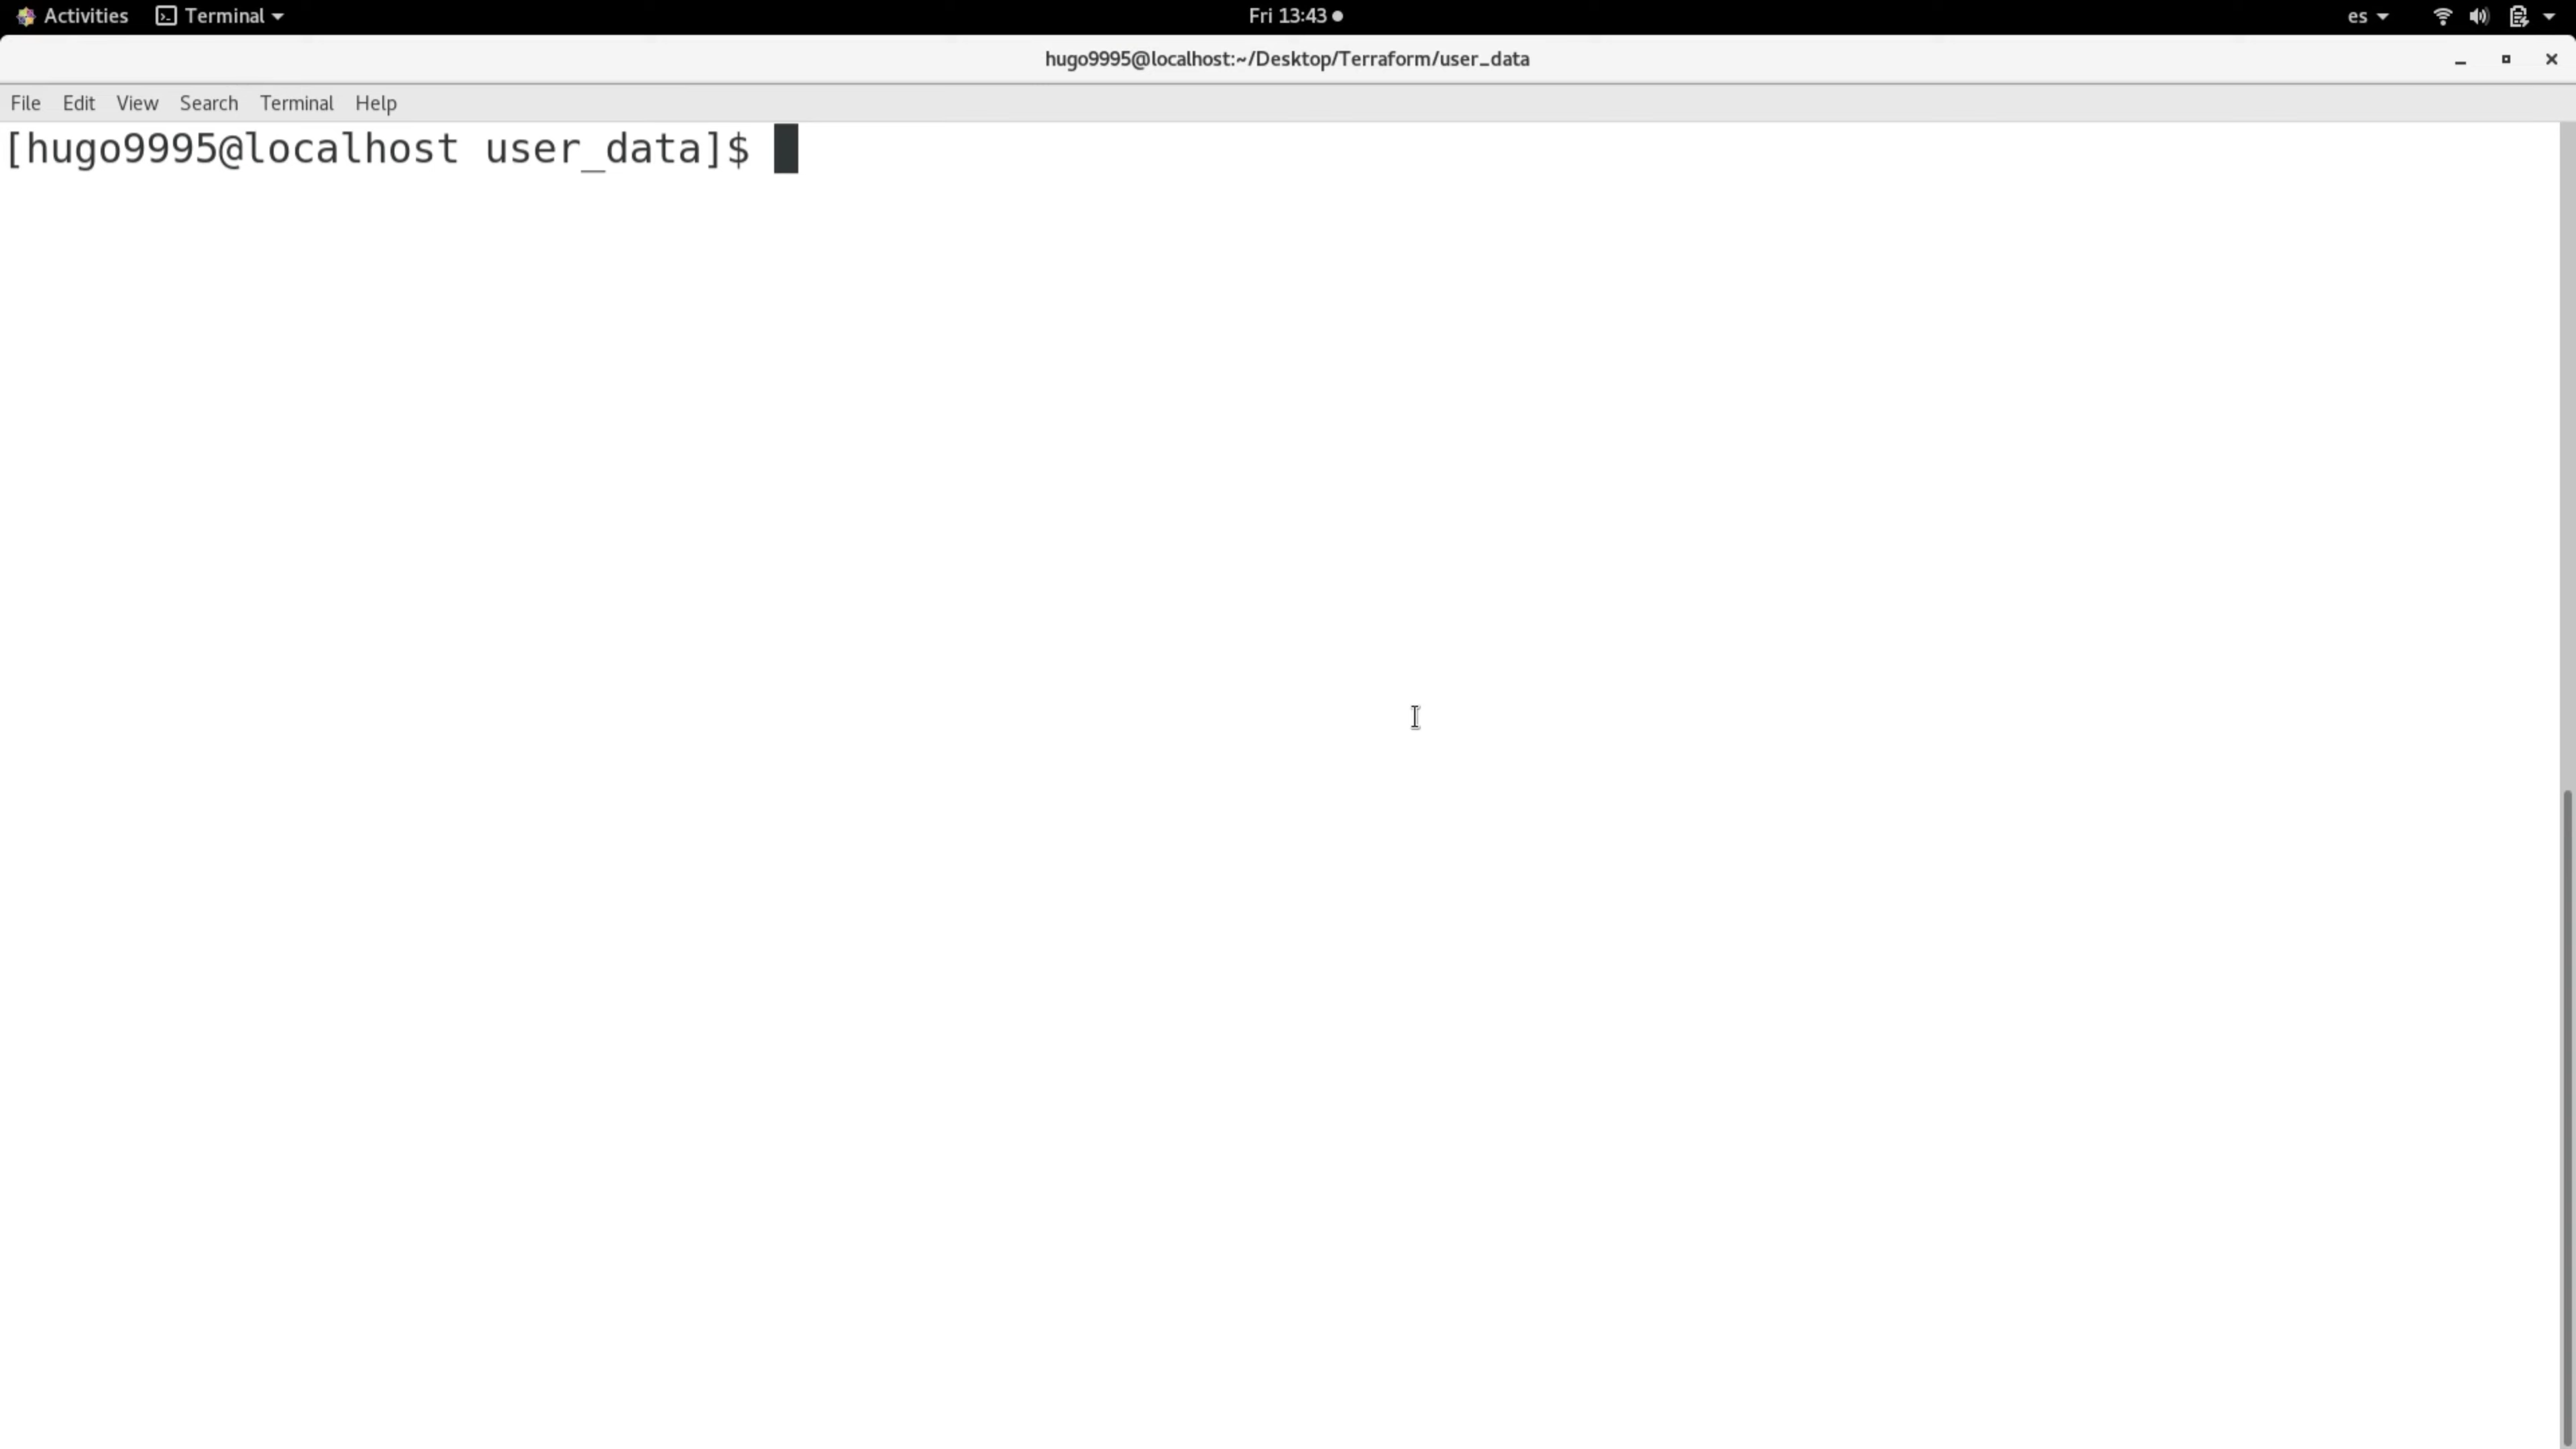 Activities Terminal Fri 13:43 es
hugo9995@localhost:~/Desktop/Terraform/user_data
File Edit View Search Terminal Help
[hugo9995@localhost user_data]$